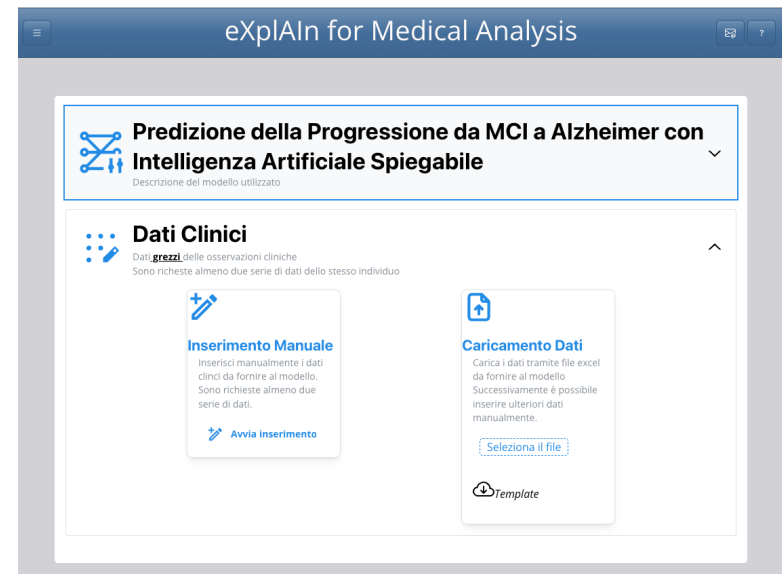 eXplAIn for Medical Analysis
?
Predizione della Progressione da MCI a Alzheimer con
Intelligenza Artificiale Spiegabile
Descrizione del modello utilizzato
Dati Clinici
Dati grezzi delle osservazioni cliniche
Sono richeste almeno due serie di dati dello stesso individuo
Inserimento Manuale
Inserisci manualmente i dati
clinci da fornire al modello.
Sono richieste almeno due
serie di dati.
Avvia inserimento
Caricamento Dati
Carica i dati tramite file excel
da fornire al modello
Successivamente è possibile
inserire ulteriori dati
manualmente.
Seleziona il file
Template